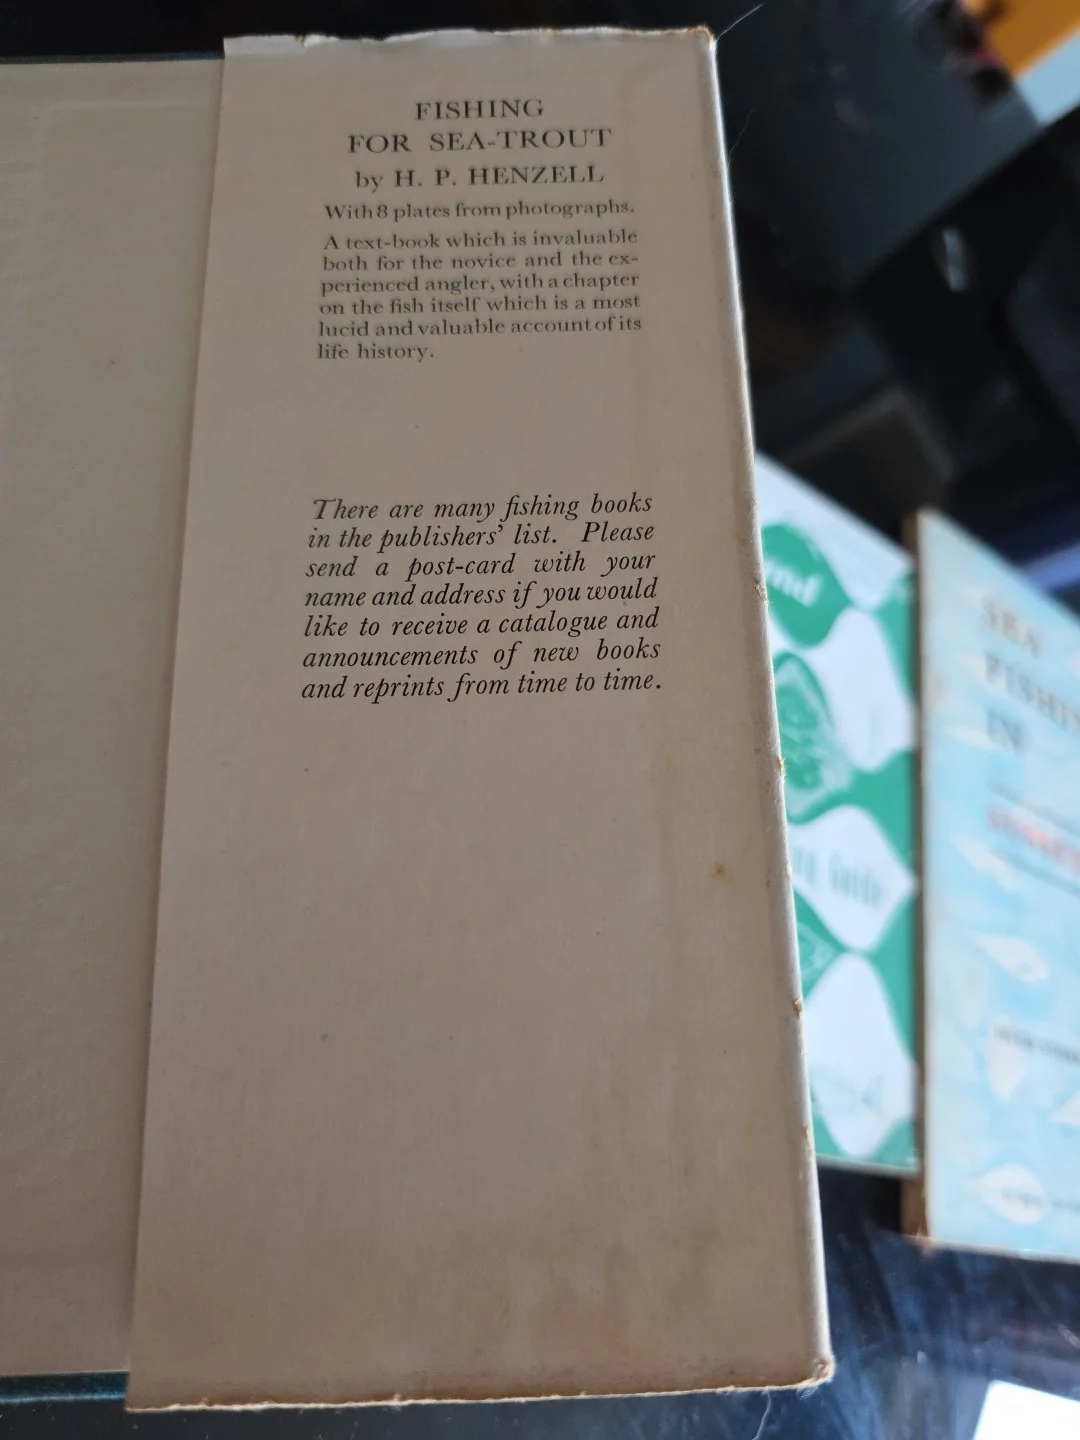 FISHING
FOR SEA-TROUT
by H. P. HENZELL
With 8 plates from photographs.
A text-book which is invaluable
both for the novice and the ex-
perienced angler, with a chapter
on the fish itself which is a most
lucid and valuable account of its
life history.
There are many fishing books
in the publishers' list. Please
send a post-card with your
name and address if you would
like to receive a catalogue and
announcements of new books
and reprints from time to time.
Guide
SEA
FISHING
IN